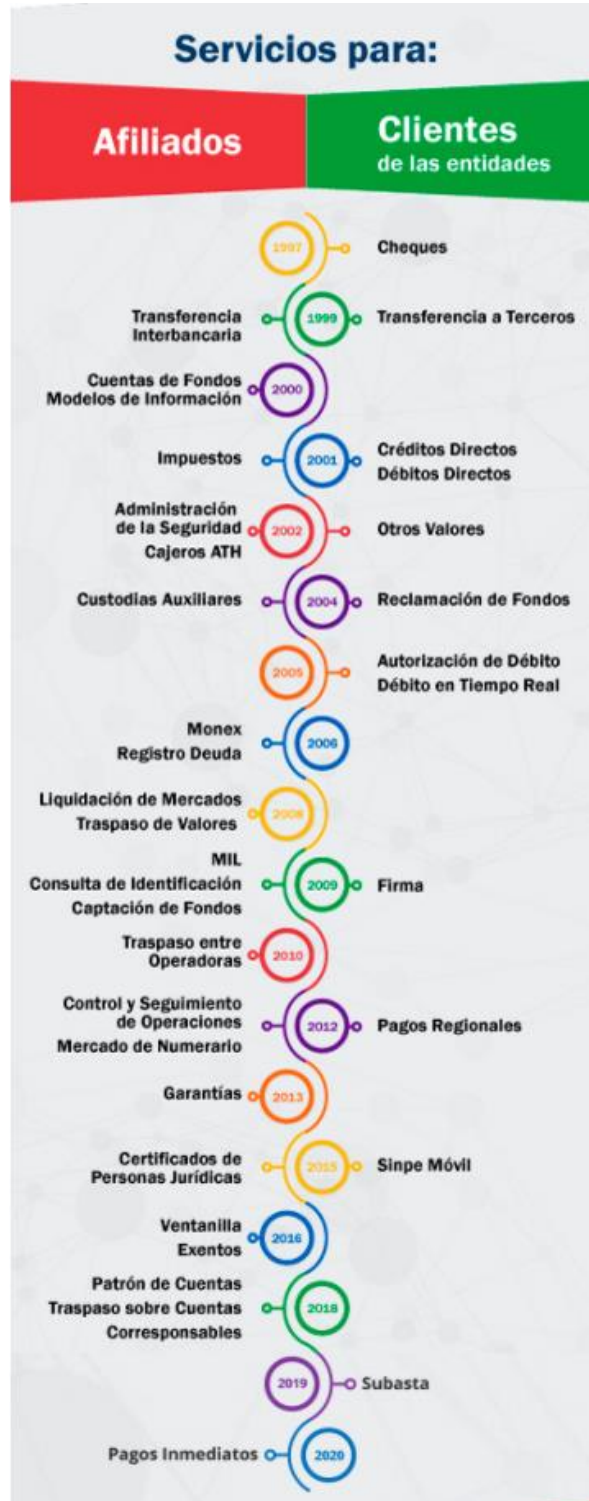 Servicios para:
Afiliados
Clientes
de las entidades
1997
Cheques
Transferencia
Interbancaria
1999
Transferencia a Terceros
Cuentas de Fondos
Modelos de Información
2000
Impuestos
2001
Créditos Directos
Débitos Directos
Administración
de la Seguridad
Cajeros ATH
2002
Otros Valores
Custodias Auxiliares
2004
Reclamación de Fondos
2005
Autorización de Débito
Débito en Tiempo Real
Monex
Registro Deuda
2006
Liquidación de Mercados
Traspaso de Valores
2008
MIL
Consulta de Identificación
Captación de Fondos
2009
Firma
Traspaso entre
Operadoras
2010
Control y Seguimiento
de Operaciones
Mercado de Numerario
2012
Pagos Regionales
Garantías
2013
Certificados de
Personas Jurídicas
2015
Sinpe Móvil
Ventanilla
Exentos
2016
Patrón de Cuentas
Traspaso sobre Cuentas
Corresponsables
2018
2019
Subasta
Pagos Inmediatos
2020